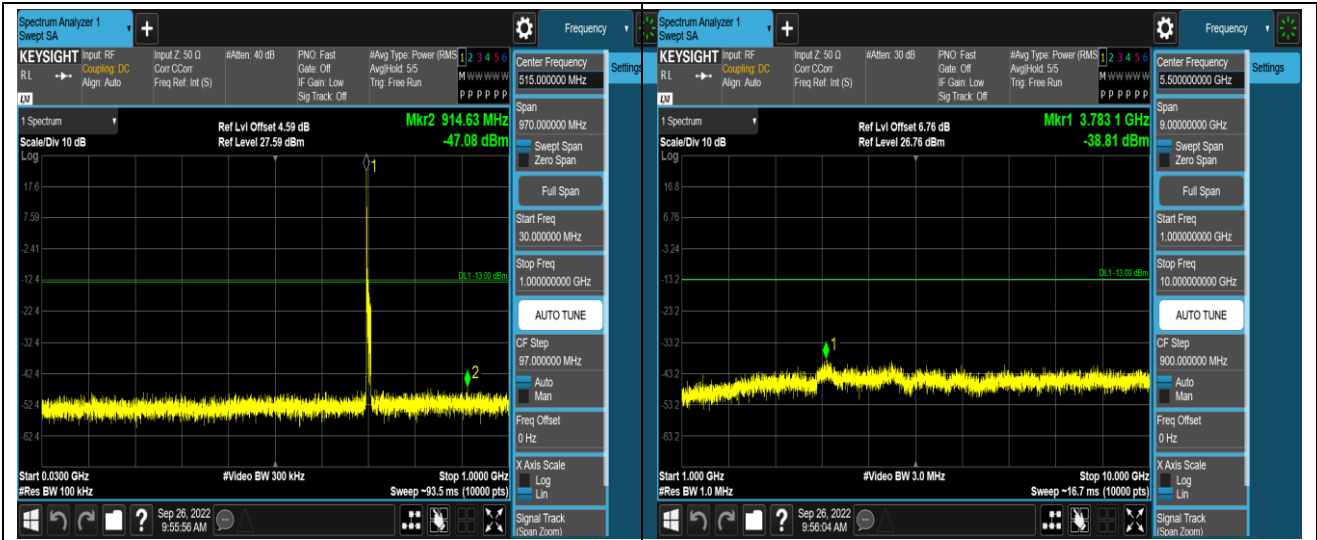 Spectrum Analyzer 1
Swept SA
+
Frequency
KEYSIGHT
RL
LXI
Input: RF
Coupling: DC
Align: Auto
Input Z: 50 Ω
Corr CCorr
Freq Ref: Int (S)
#Atten: 40 dB
PNO: Fast
Gate: Off
IF Gain: Low
Sig Track: Off
#Avg Type: Power (RMS
Avg|Hold: 5/5
Trig: Free Run
1 2 3 4 5 6
M W W W W W
P P P P P P
Center Frequency
515.000000 MHz
Settings
1 Spectrum
Scale/Div 10 dB
Log
Ref Lvl Offset 4.59 dB
Ref Level 27.59 dBm
Mkr2 914.63 MHz
-47.08 dBm
Span
970.000000 MHz
Swept Span
Zero Span
Full Span
Start Freq
30.000000 MHz
Stop Freq
1.000000000 GHz
AUTO TUNE
CF Step
97.000000 MHz
Auto
Man
Freq Offset
0 Hz
X Axis Scale
Log
Lin
Signal Track
(Span Zoom)
1
17.6
7.59
-2.41
-12.4
DL1 -13.00 dBm
-22.4
-32.4
-42.4
2
-52.4
-62.4
Start 0.0300 GHz
#Res BW 100 kHz
#Video BW 300 kHz
Stop 1.0000 GHz
Sweep ~93.5 ms (10000 pts)
?
Sep 26, 2022
9:55:56 AM
Spectrum Analyzer 1
Swept SA
+
Frequency
KEYSIGHT
RL
LXI
Input: RF
Coupling: DC
Align: Auto
Input Z: 50 Ω
Corr CCorr
Freq Ref: Int (S)
#Atten: 30 dB
PNO: Fast
Gate: Off
IF Gain: Low
Sig Track: Off
#Avg Type: Power (RMS
Avg|Hold: 5/5
Trig: Free Run
1 2 3 4 5 6
M W W W W W
P P P P P P
Center Frequency
5.500000000 GHz
Settings
1 Spectrum
Scale/Div 10 dB
Log
Ref Lvl Offset 6.76 dB
Ref Level 26.76 dBm
Mkr1 3.783 1 GHz
-38.81 dBm
Span
9.00000000 GHz
Swept Span
Zero Span
Full Span
Start Freq
1.000000000 GHz
Stop Freq
10.000000000 GHz
AUTO TUNE
CF Step
900.000000 MHz
Auto
Man
Freq Offset
0 Hz
X Axis Scale
Log
Lin
Signal Track
(Span Zoom)
16.8
6.76
-3.24
-13.2
DL1 -13.00 dBm
-23.2
-33.2
1
-43.2
-53.2
-63.2
Start 1.000 GHz
#Res BW 1.0 MHz
#Video BW 3.0 MHz
Stop 10.000 GHz
Sweep ~16.7 ms (10000 pts)
?
Sep 26, 2022
9:56:04 AM